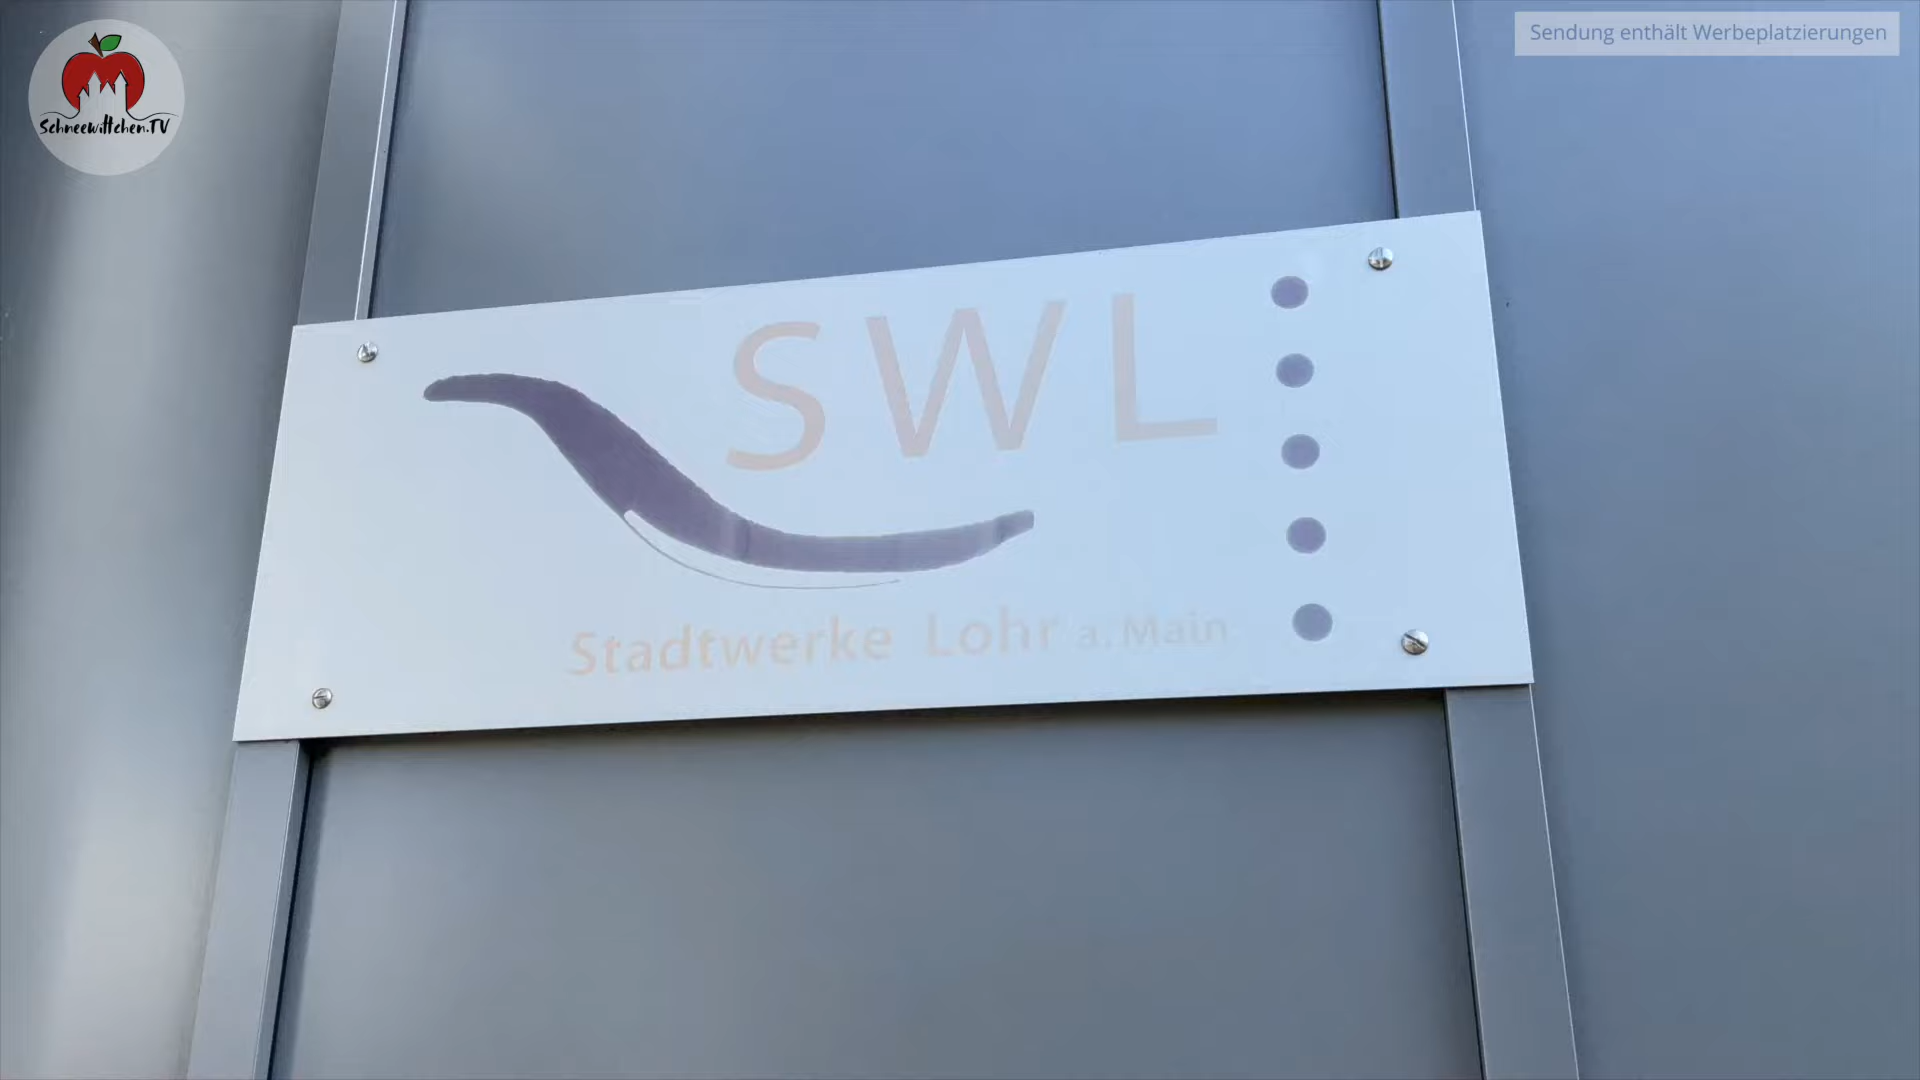 Schneewittchen.TV
Sendung enthält Werbeplatzierungen
SWL
Stadtwerke Lohr a. Main